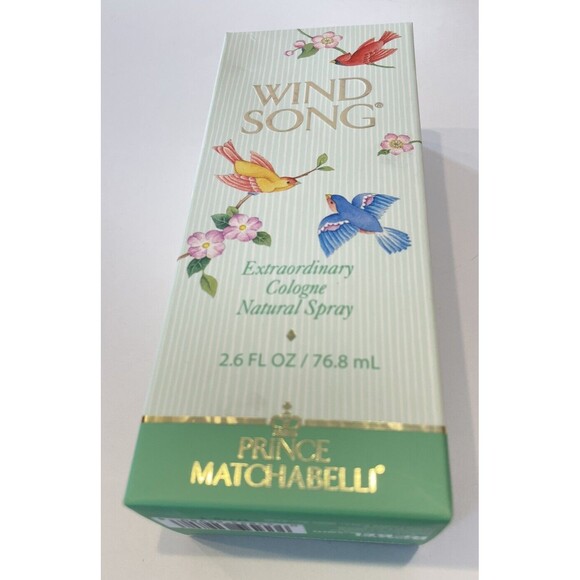 WIND
SONG®
Extraordinary
Cologne
Natural Spray
2.6 FL OZ / 76.8 mL
PRINCE
MATCHABELLI®